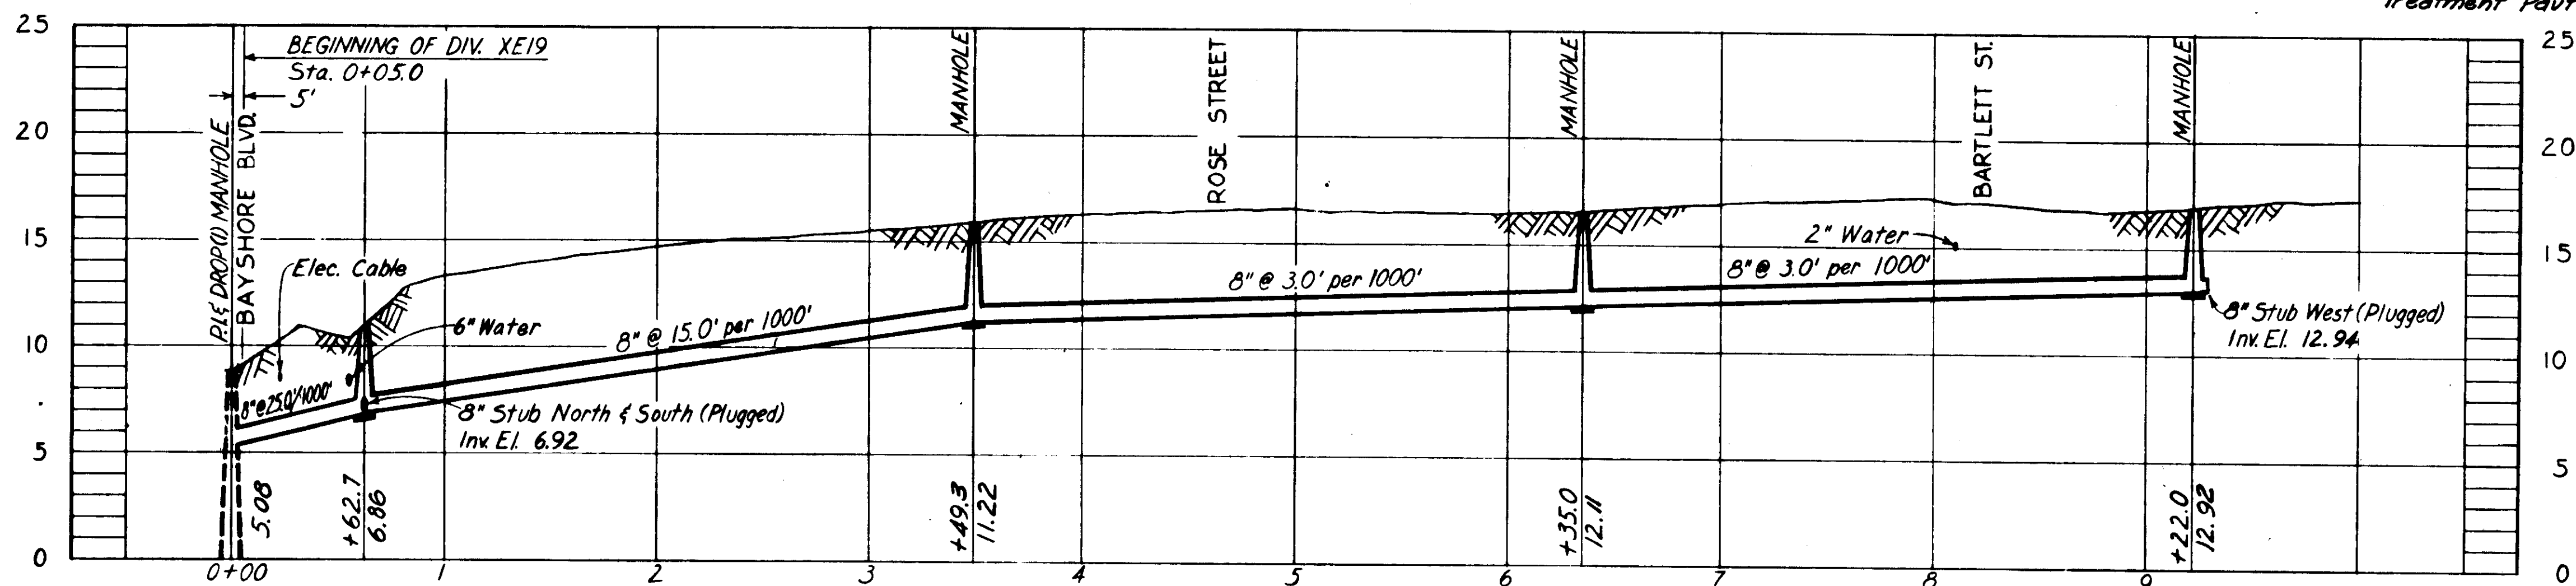 Treatment
25
20
15
10
5
0
BEGINNING OF DIV. XE19
Sta. 0+05.0
5'
P.I. & DROP(1) MANHOLE
BAYSHORE BLVD.
MANHOLE
ROSE STREET
MANHOLE
BARTLETT ST.
MANHOLE
25
20
15
10
5
0
Elec. Cable
6" Water
2" Water
8" @ 25.0'/1000'
8" @ 15.0' per 1000'
8" @ 3.0' per 1000'
8" @ 3.0' per 1000'
8" Stub North & South (Plugged)
Inv. El. 6.92
8" Stub West (Plugged)
Inv. El. 12.94
5.08
+62.7
6.86
+49.3
11.22
+35.0
12.11
+22.0
12.92
0+00
1
2
3
4
5
6
7
8
9